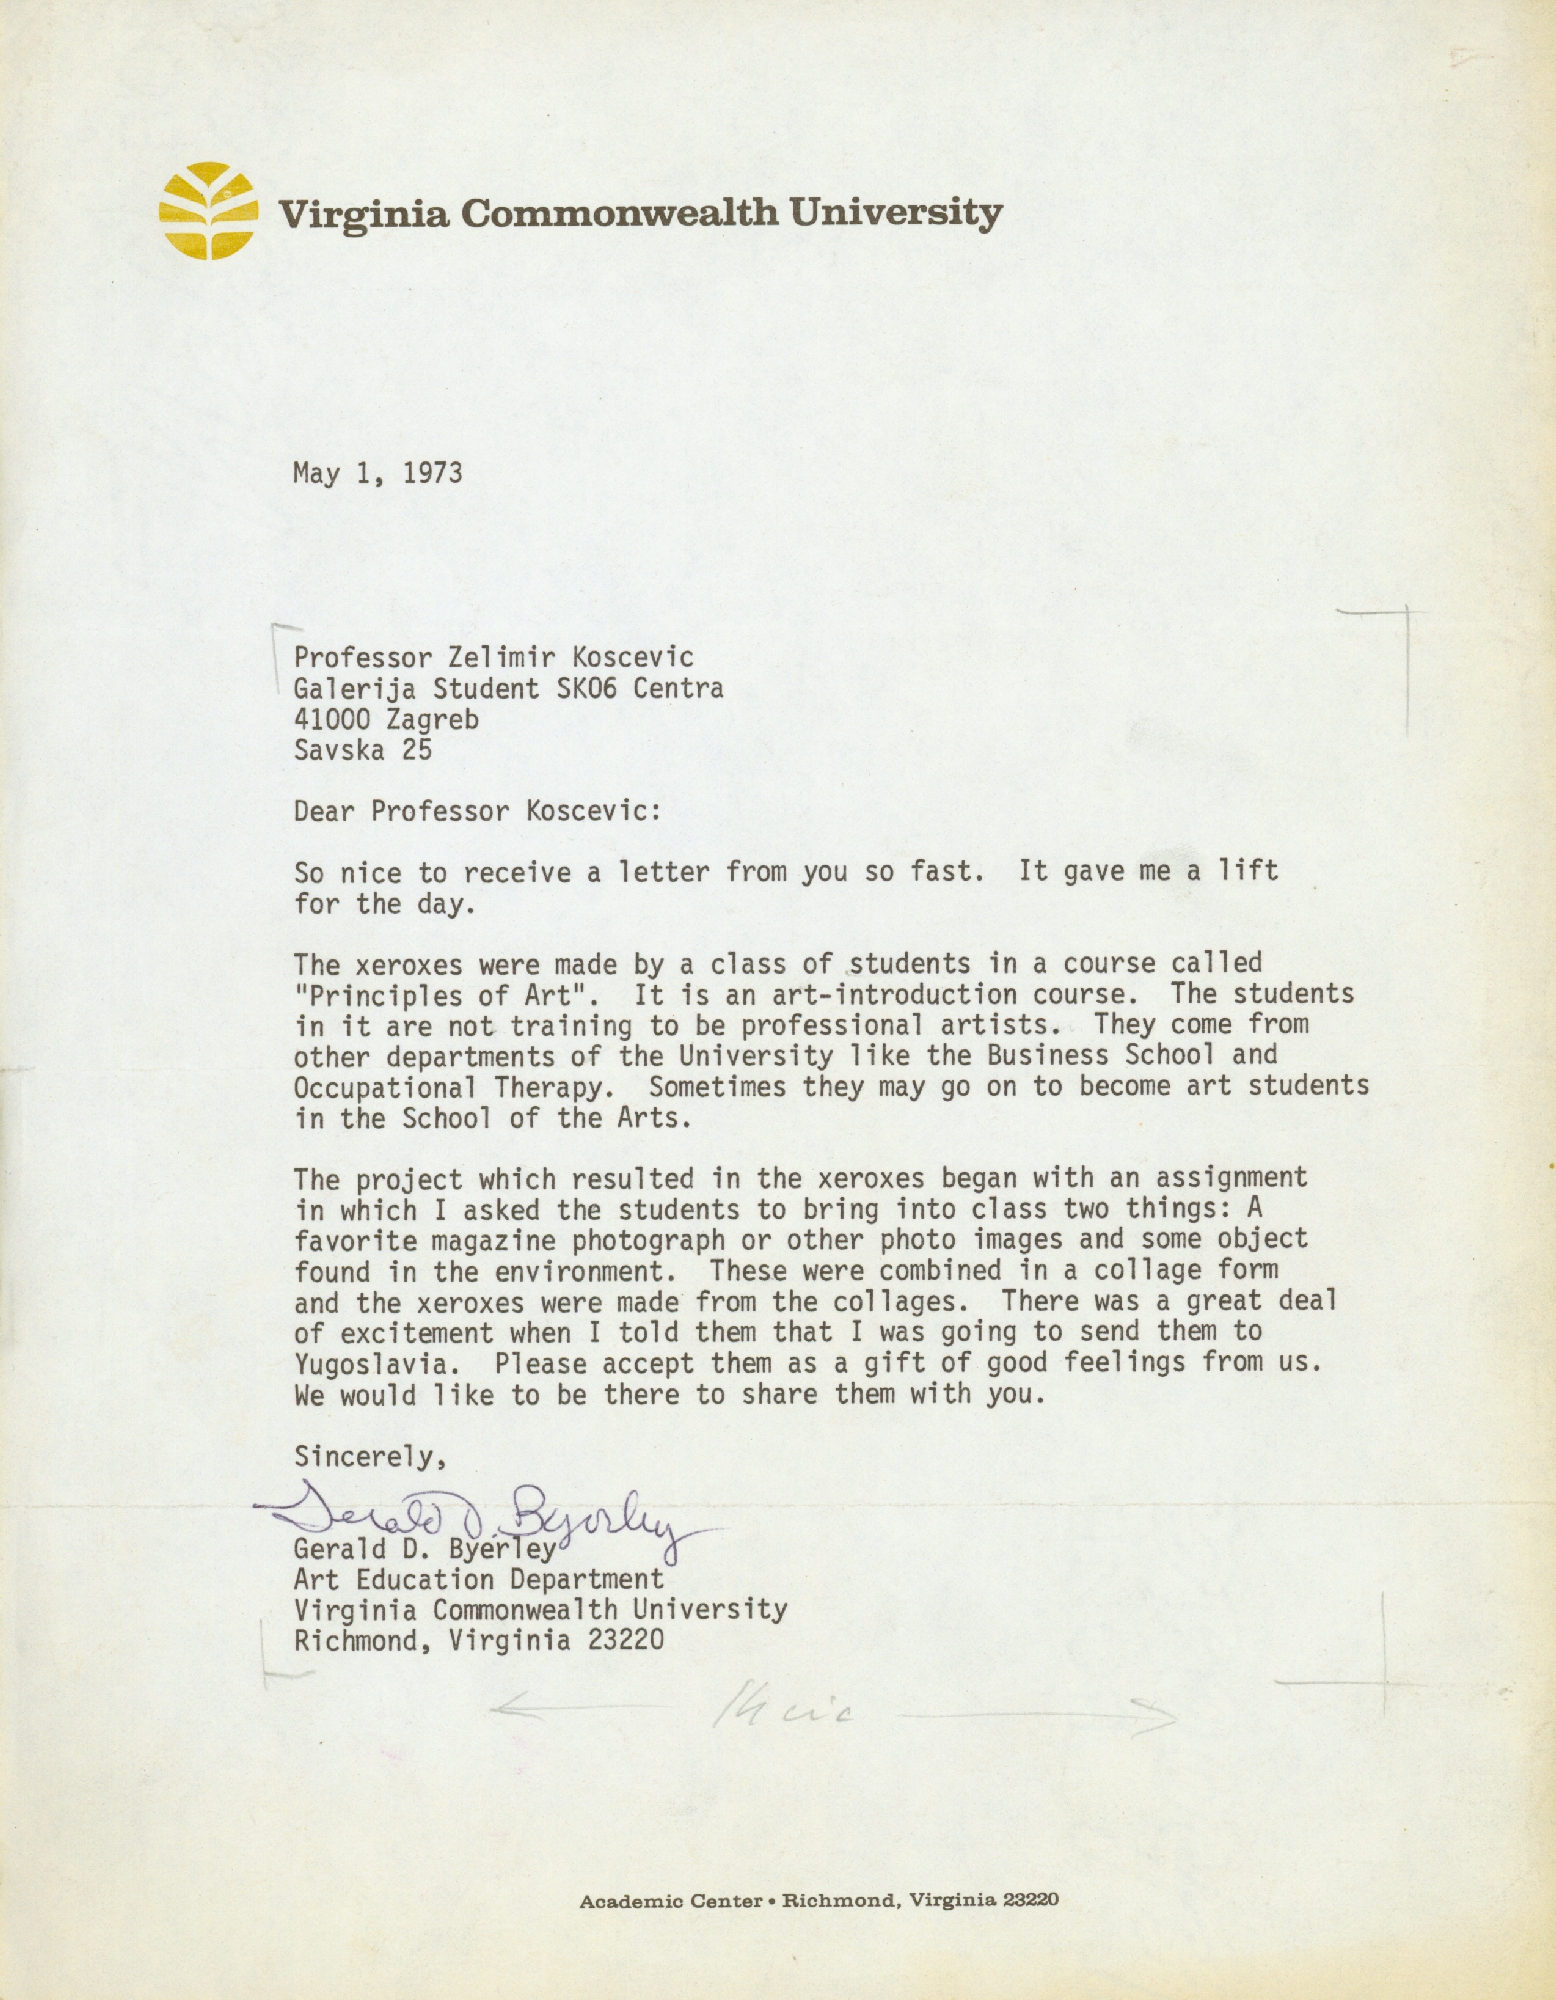 Virginia Commonwealth University
May 1, 1973
Professor Zelimir Koscevic
Galerija Student SK06 Centra
41000 Zagreb
Savska 25
Dear Professor Koscevic:
So nice to receive a letter from you so fast.  It gave me a lift
for the day.
The xeroxes were made by a class of students in a course called
"Principles of Art".  It is an art-introduction course.  The students
in it are not training to be professional artists.  They come from
other departments of the University like the Business School and
Occupational Therapy.  Sometimes they may go on to become art students
in the School of the Arts.
The project which resulted in the xeroxes began with an assignment
in which I asked the students to bring into class two things: A
favorite magazine photograph or other photo images and some object
found in the environment.  These were combined in a collage form
and the xeroxes were made from the collages.  There was a great deal
of excitement when I told them that I was going to send them to
Yugoslavia.  Please accept them as a gift of good feelings from us.
We would like to be there to share them with you.
Sincerely,
Gerald D. Byerley
Gerald D. Byerley
Art Education Department
Virginia Commonwealth University
Richmond, Virginia 23220
Academic Center • Richmond, Virginia 23220